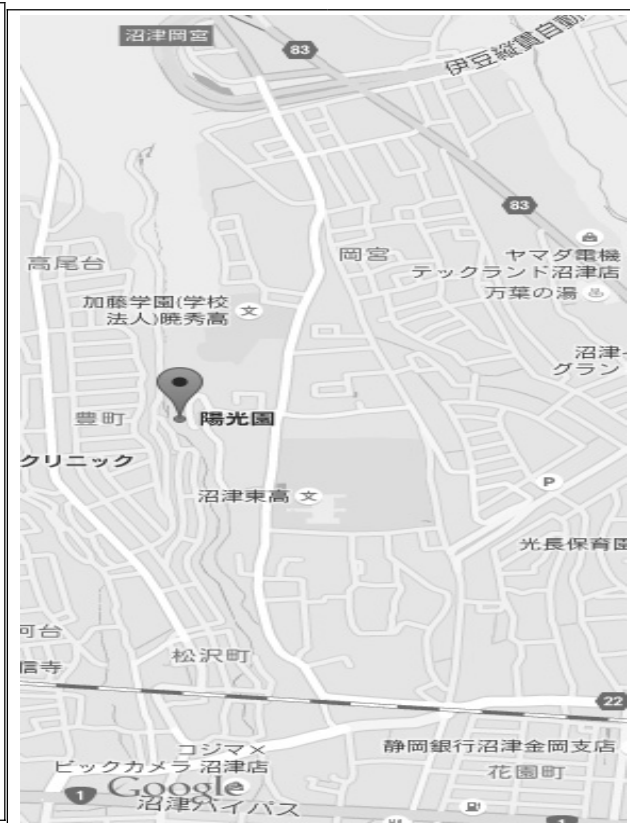 沼津岡宮
83
伊豆縦貫自動
83
岡宮
ヤマダ電機
テックランド沼津店
万葉の湯
高尾台
加藤学園(学校
法人)暁秀高
文
沼津
グラン
豊町
陽光園
クリニック
P
沼津東高
文
光長保育園
河台
信寺
松沢町
22
コジマ×
ビックカメラ 沼津店
静岡銀行沼津金岡支店
花園町
1
Google
沼津バイパス
1